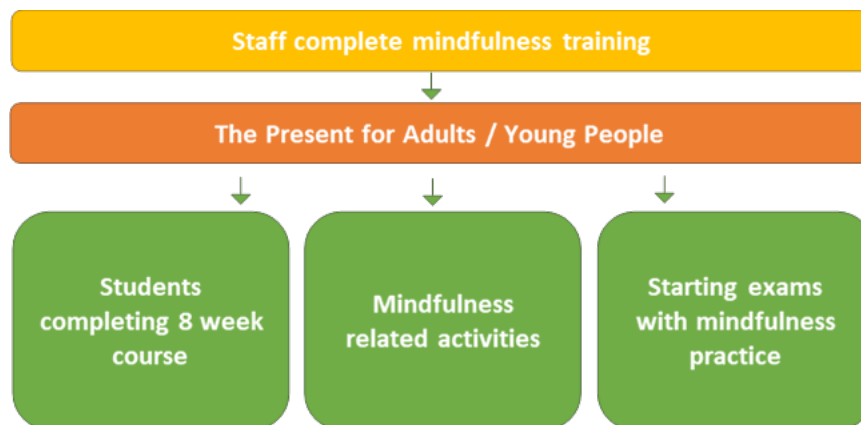 Staff complete mindfulness training
The Present for Adults / Young People
Students
completing 8 week
course
Mindfulness
related activities
Starting exams
with mindfulness
practice